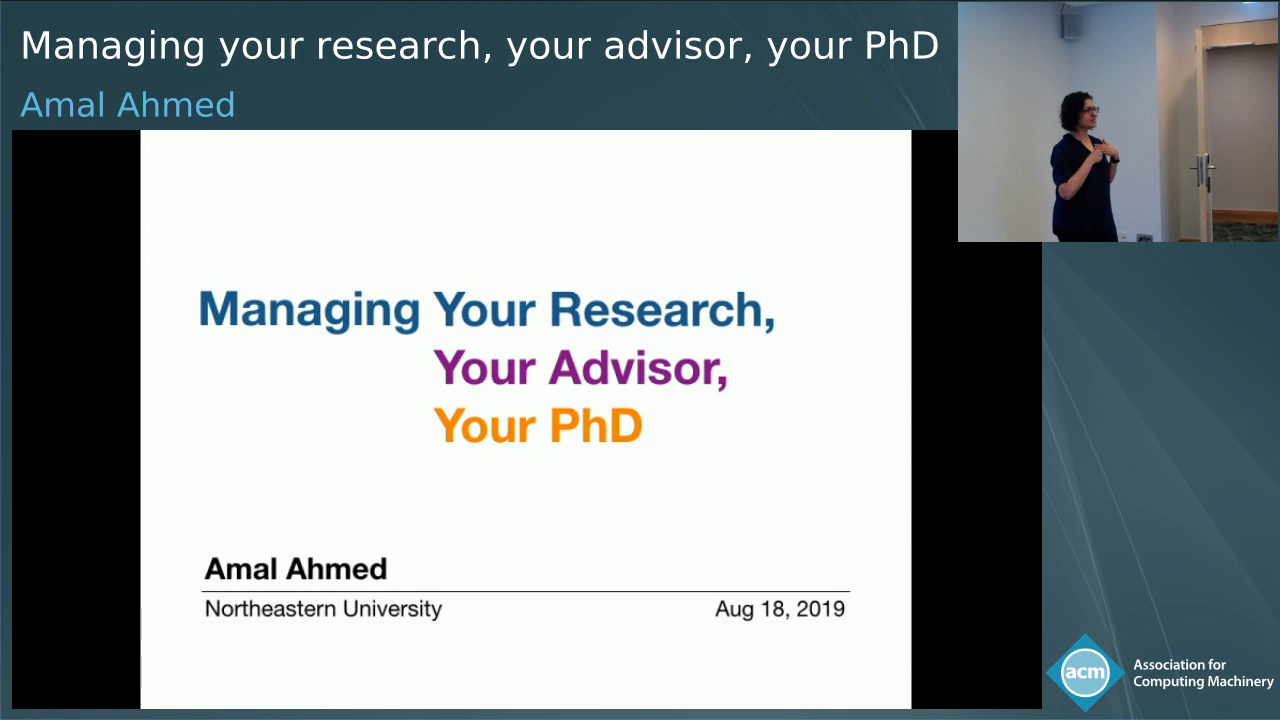 Managing your research, your advisor, your PhD
Amal Ahmed
Managing Your Research,
Your Advisor,
Your PhD
Amal Ahmed
Northeastern University
Aug 18, 2019
acm
Association for
Computing Machinery